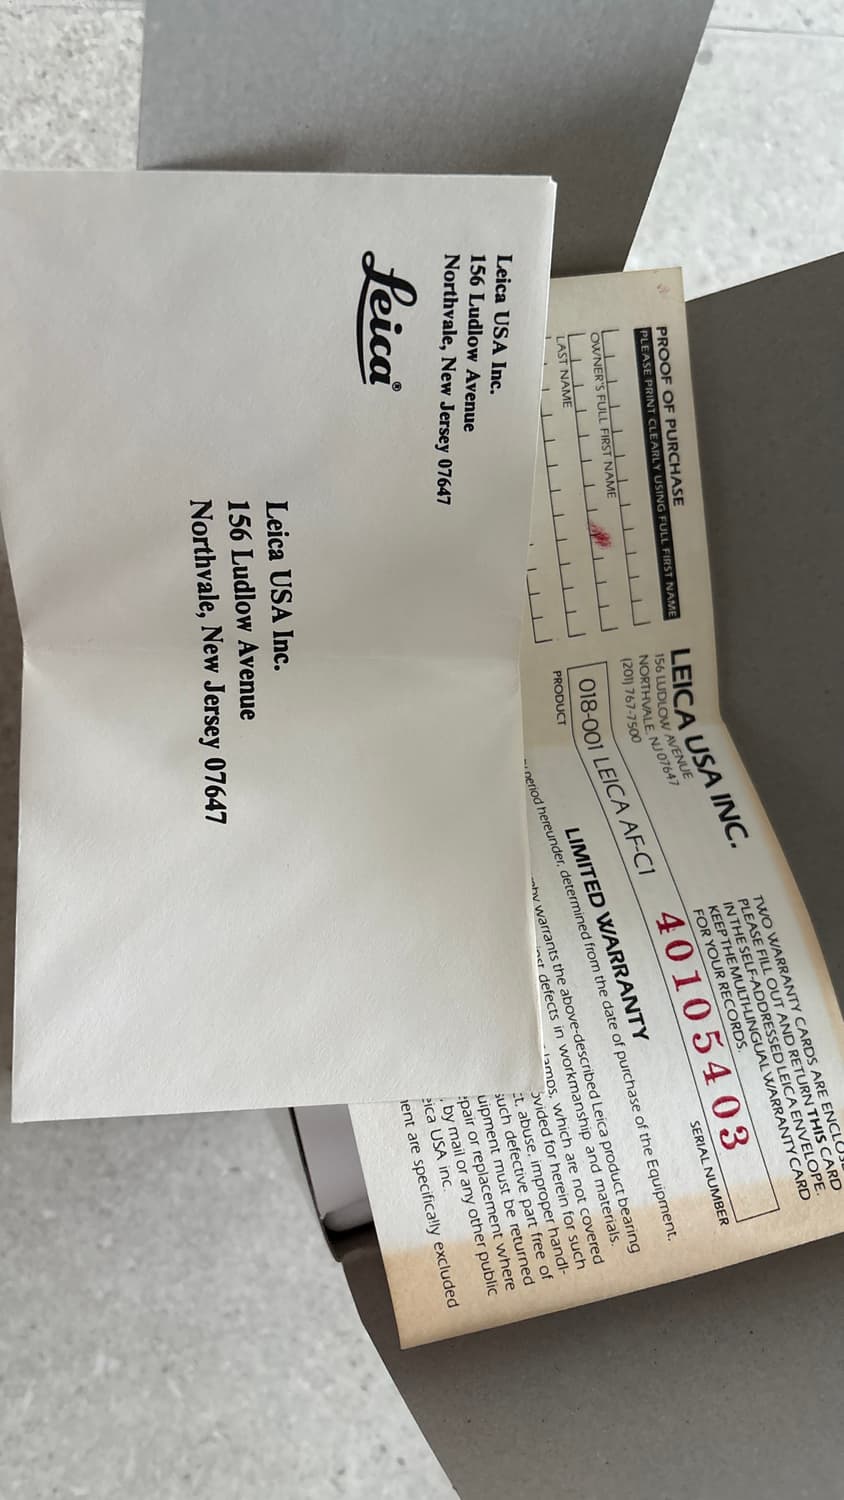 Leica USA Inc.
156 Ludlow Avenue
Northvale, New Jersey 07647
Leica®
Leica USA Inc.
156 Ludlow Avenue
Northvale, New Jersey 07647
PROOF OF PURCHASE
PLEASE PRINT CLEARLY USING FULL FIRST NAME
OWNER'S FULL FIRST NAME
LAST NAME
LEICA USA INC.
156 LUDLOW AVENUE
NORTHVALE, NJ 07647
(201) 767-7500
TWO WARRANTY CARDS ARE
PLEASE FILL OUT AND RETURN THIS CARD
IN THE SELF-ADDRESSED LEICA ENVELOPE.
KEEP THE MULTI-LINGUAL WARRANTY CARD
FOR YOUR RECORDS.
018-001 LEICA AF-C1 40105403
PRODUCT
SERIAL NUMBER
LIMITED WARRANTY
period hereunder, determined from the date of purchase of the Equipment.
warrants the above-described Leica product bearing
defects in workmanship and materials.
which are not covered
for herein for such
abuse, improper handl-
such defective part free of
must be returned
or replacement where
by mail or any other public
USA inc.
are specifically excluded